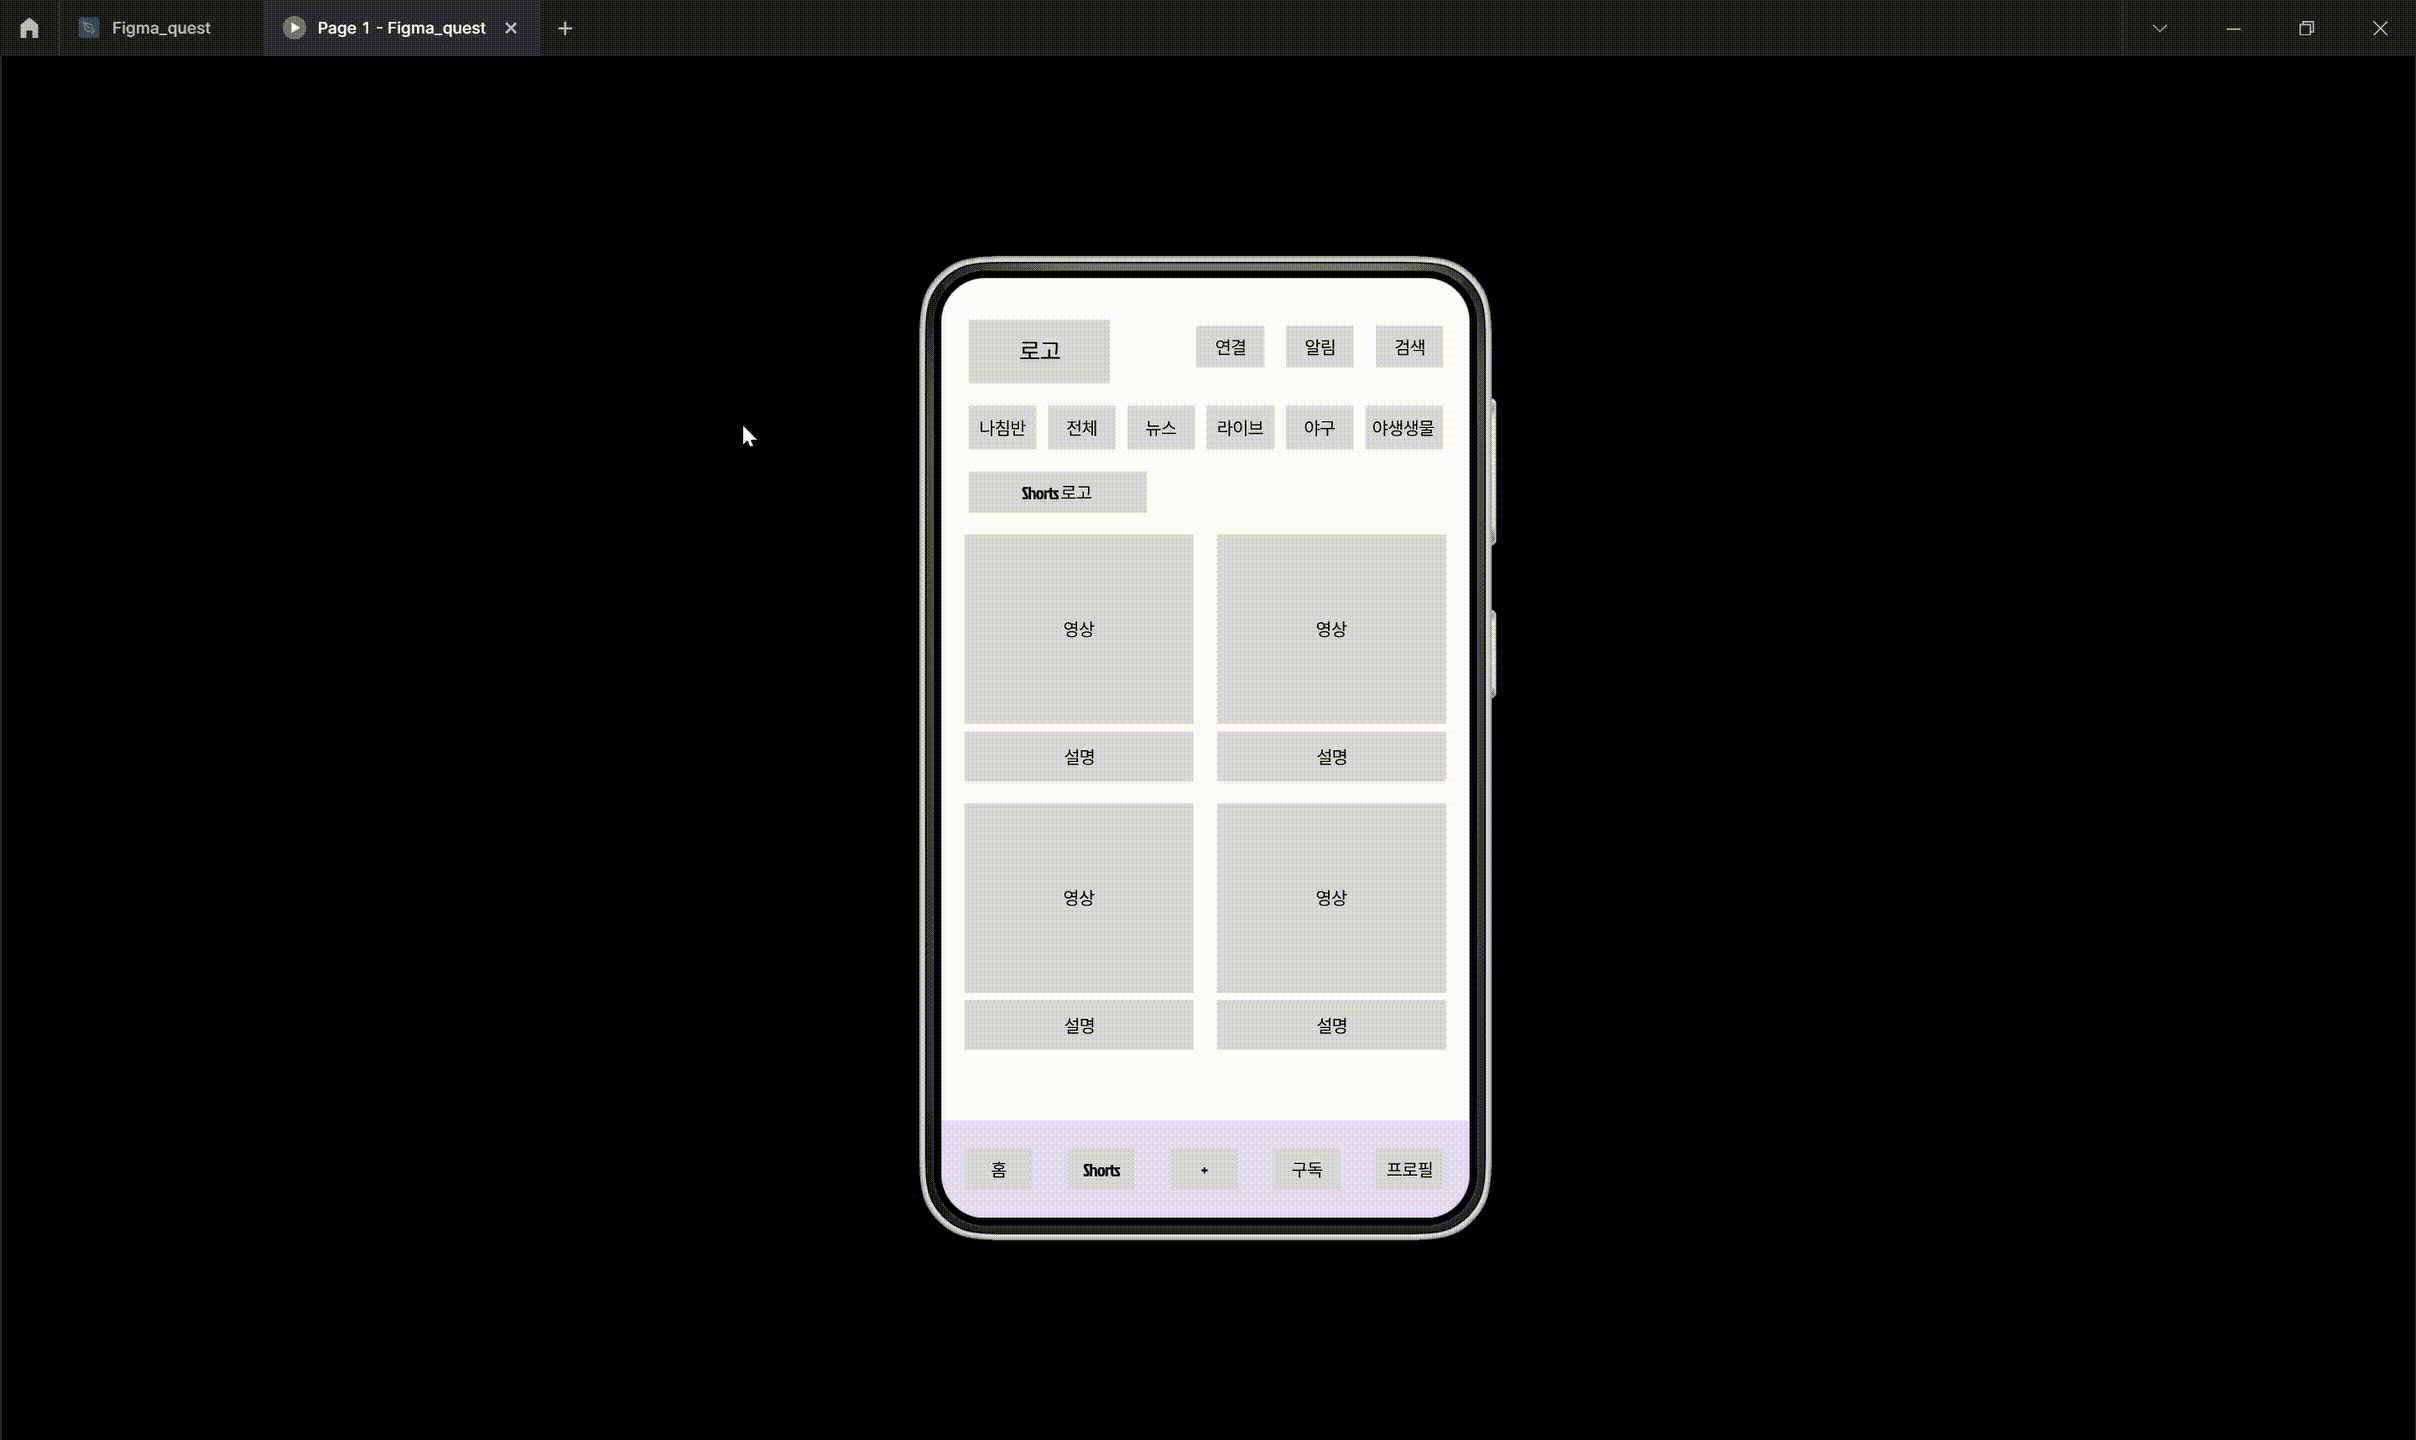 Figma_quest
Page 1 - Figma_quest
로고
연결 알림 검색
나침반 전체 뉴스 라이브 야구 야생생물
Shorts 로고
영상 영상
설명 설명
영상 영상
설명 설명
홈 Shorts + 구독 프로필